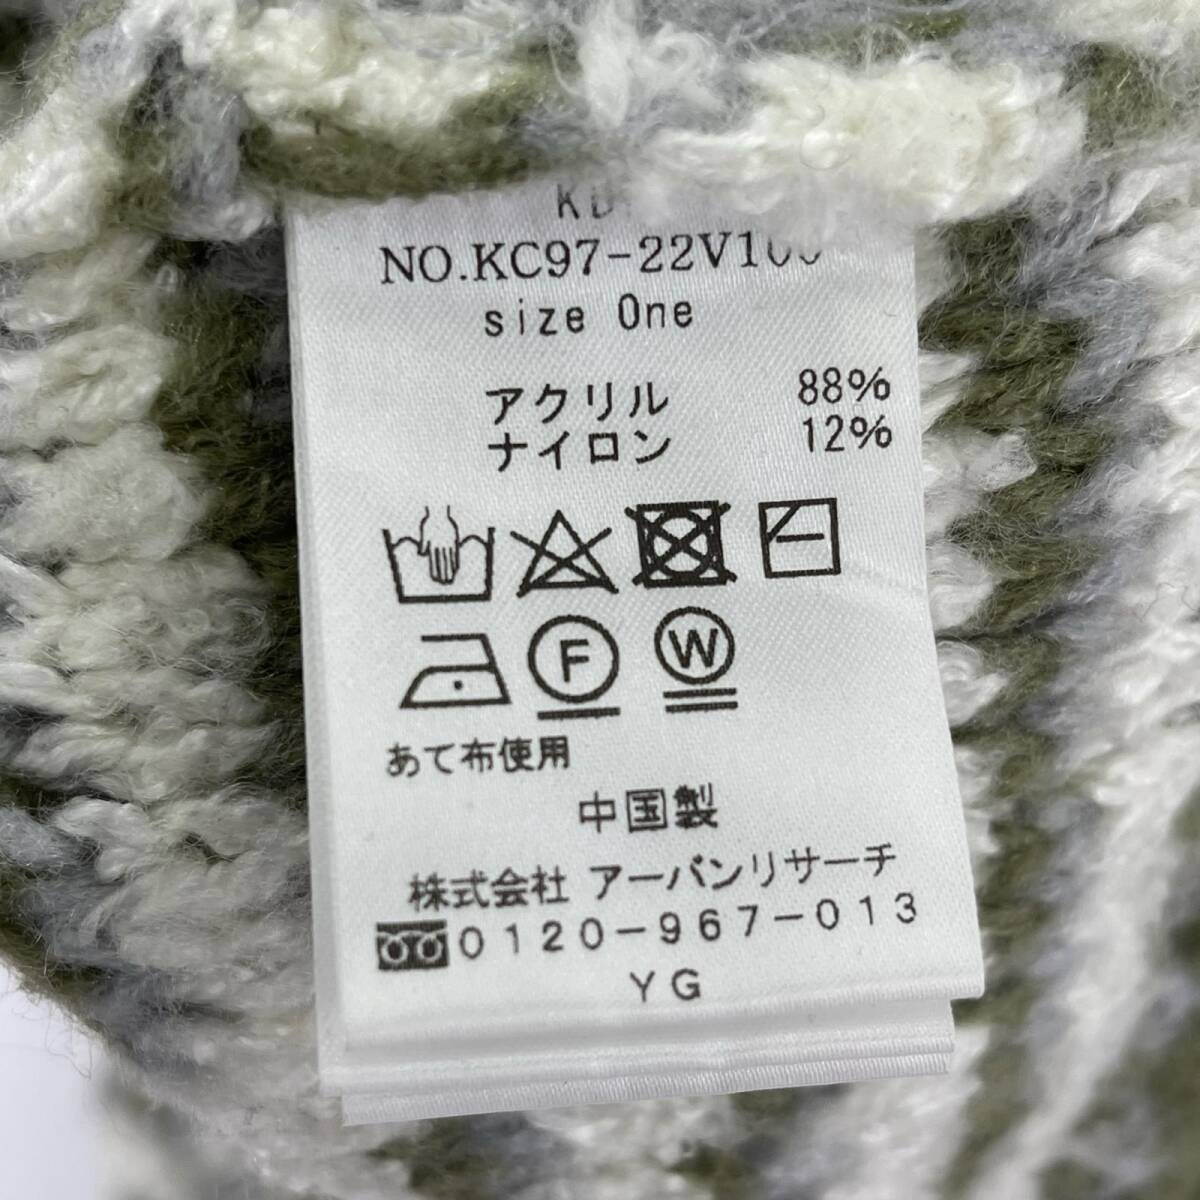 NO.KC97-22V1
size One
アクリル 88%
ナイロン 12%
F W
あて布使用
中国製
株式会社 アーバンリサーチ
0120-967-013
YG